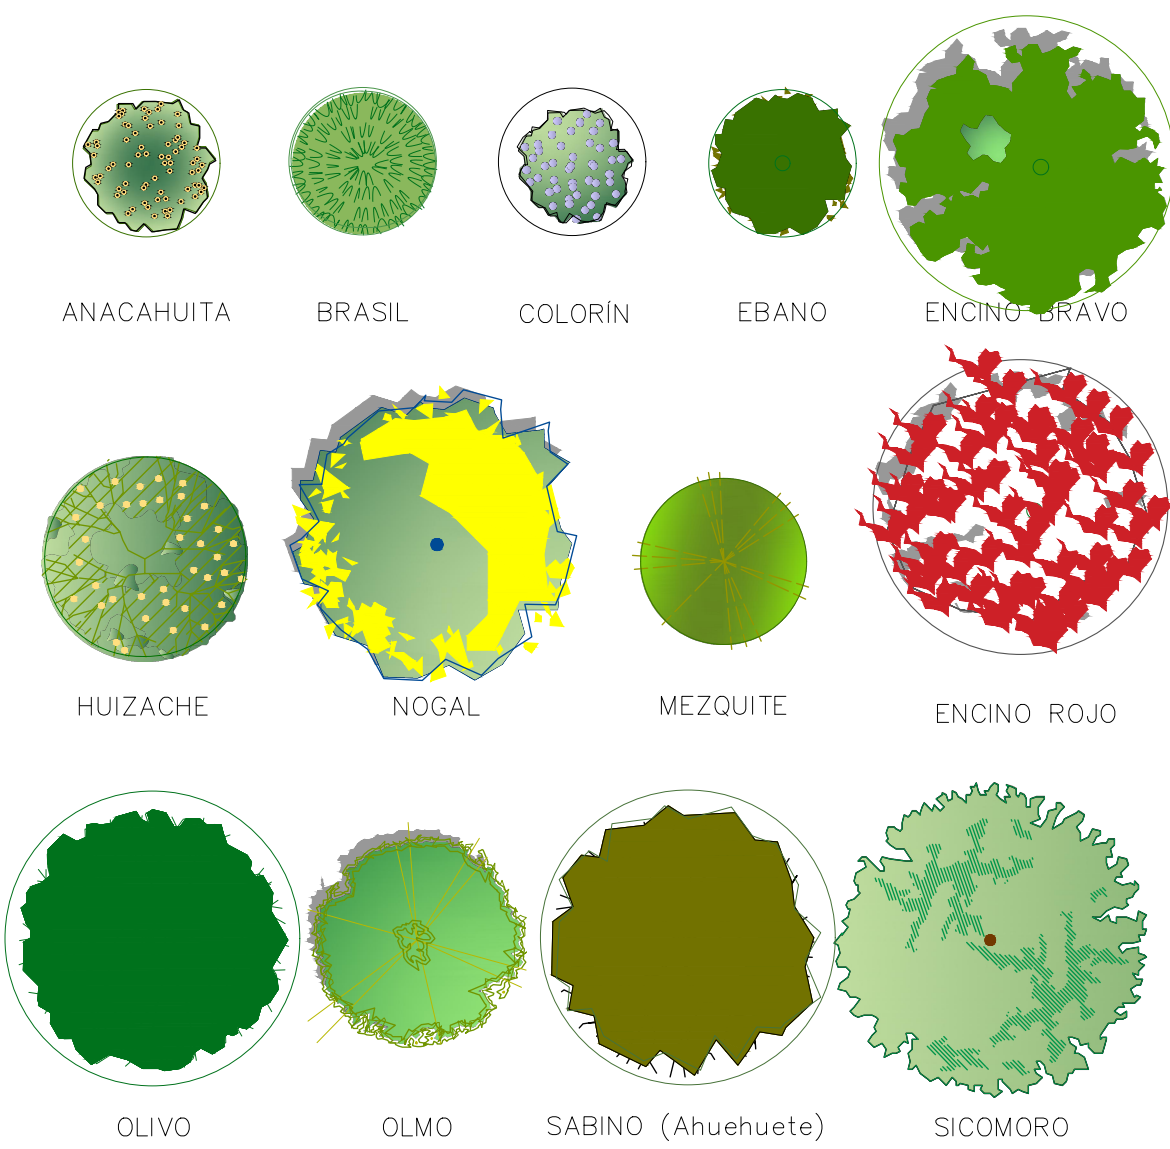 ANACAHUITA
BRASIL
COLORÍN
EBANO
ENCINO BRAVO
HUIZACHE
NOGAL
MEZQUITE
ENCINO ROJO
OLIVO
OLMO
SABINO (Ahuehuete)
SICOMORO